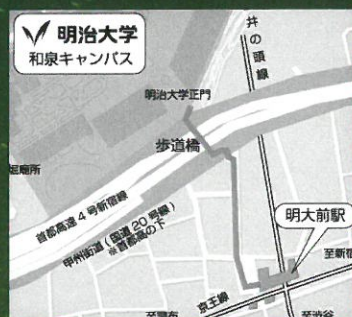 明治大学
和泉キャンパス
井の頭線
明治大学正門
歩道橋
首都高速4号新宿線
甲州街道(国道20号線)
※首都高の下
明大前駅
京王線
至渋谷